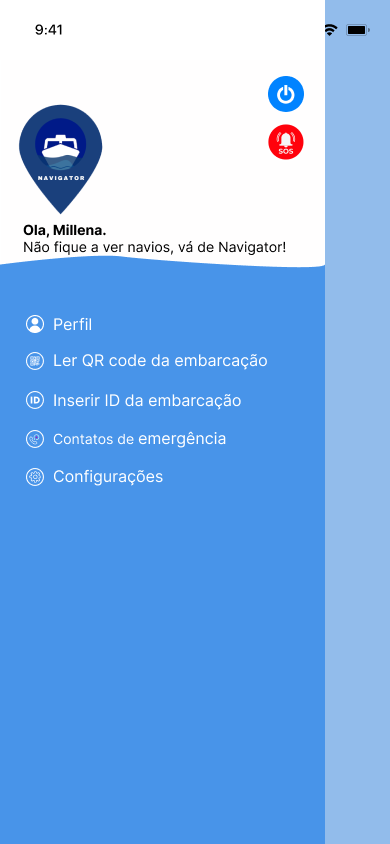 9:41
SOS
NAVIGATOR
Ola, Millena.
Não fique a ver navios, vá de Navigator!
Perfil
Ler QR code da embarcação
ID Inserir ID da embarcação
Contatos de emergência
Configurações